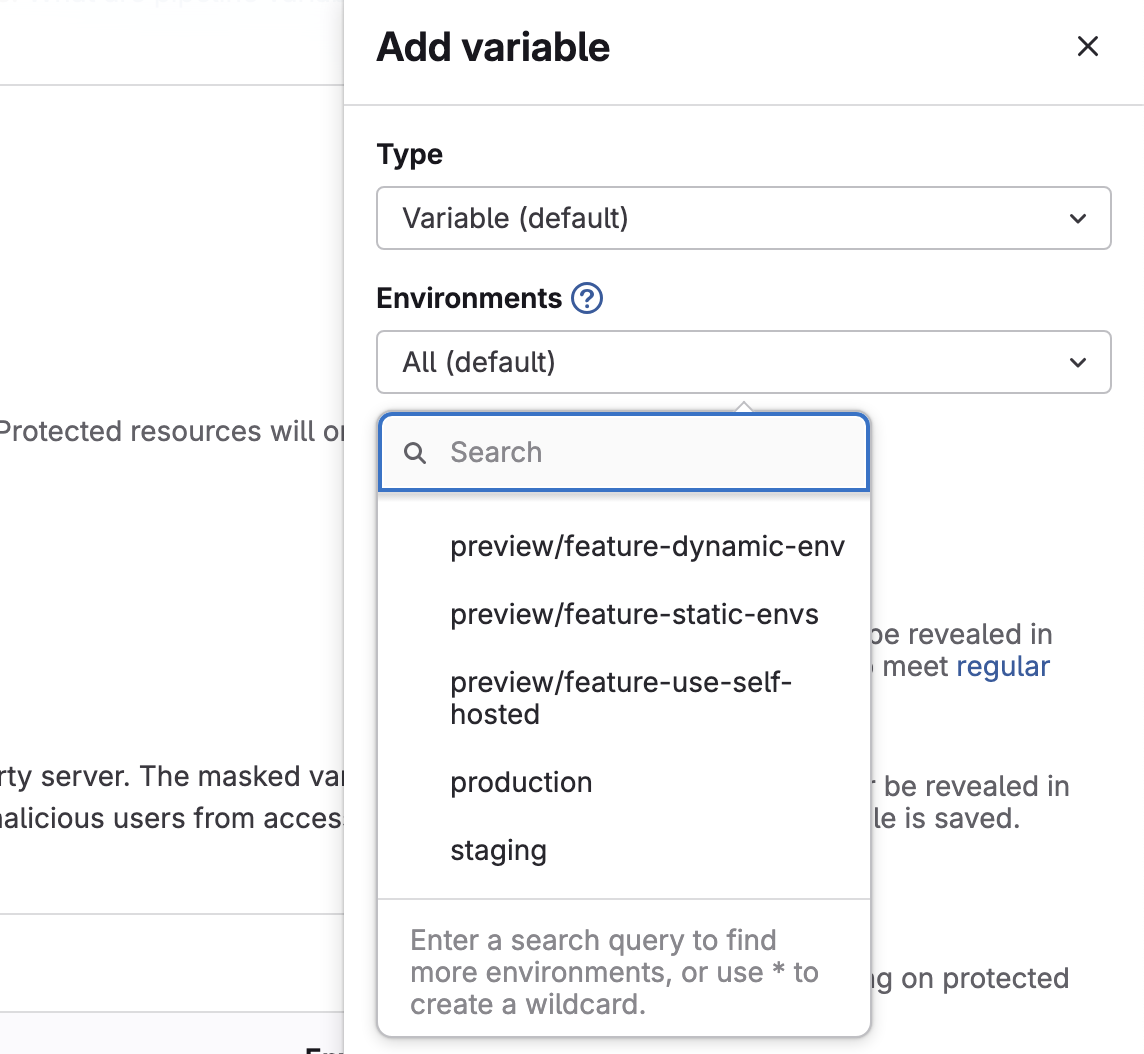 Add variable
Type
Variable (default)
Environments
All (default)
Protected resources will
Search
preview/feature-dynamic-env
preview/feature-static-envs
be revealed in
meet regular
preview/feature-use-self-
hosted
rty server. The masked
production
be revealed in
users from
le is saved.
staging
Enter a search query to find
more environments, or use * to
create a wildcard.
on protected